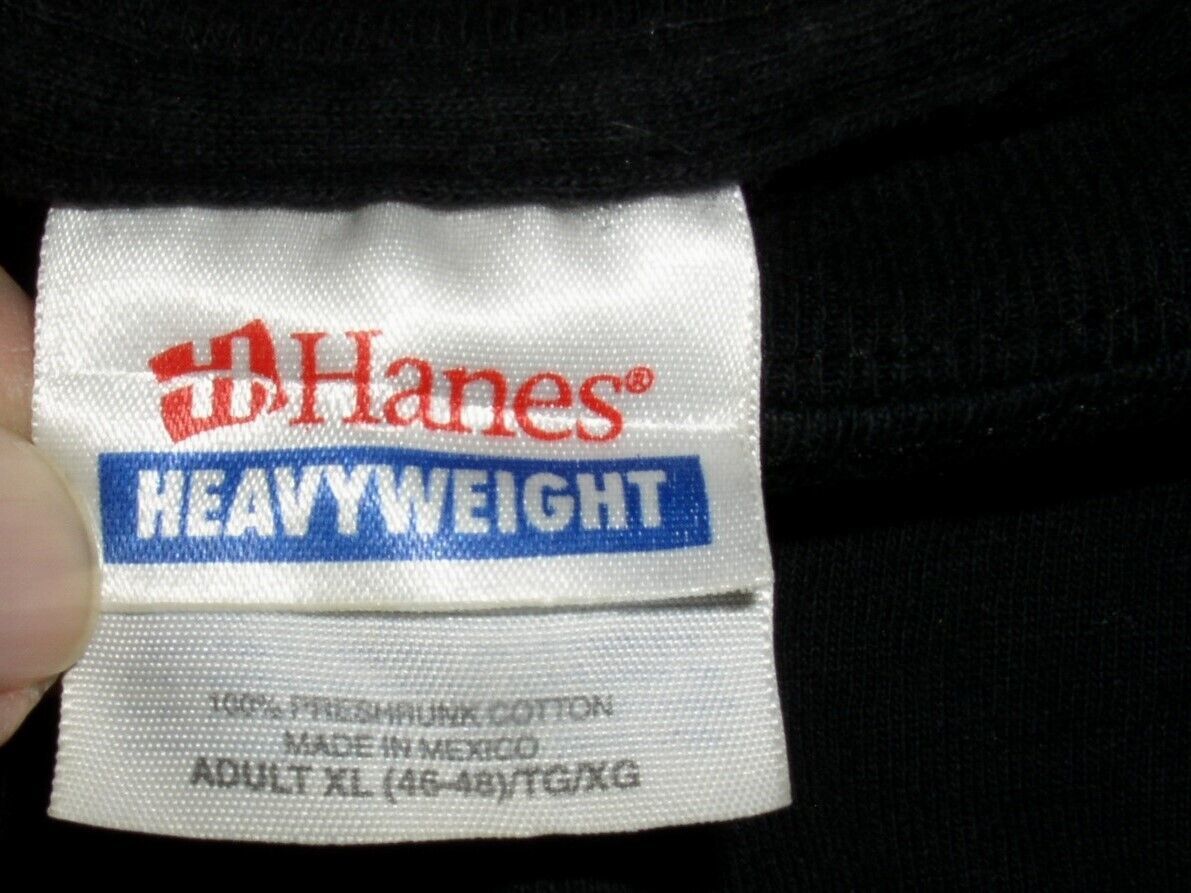 Hanes®
HEAVYWEIGHT
100% PRESHRUNK COTTON
MADE IN MEXICO
ADULT XL (46-48)/TG/XG